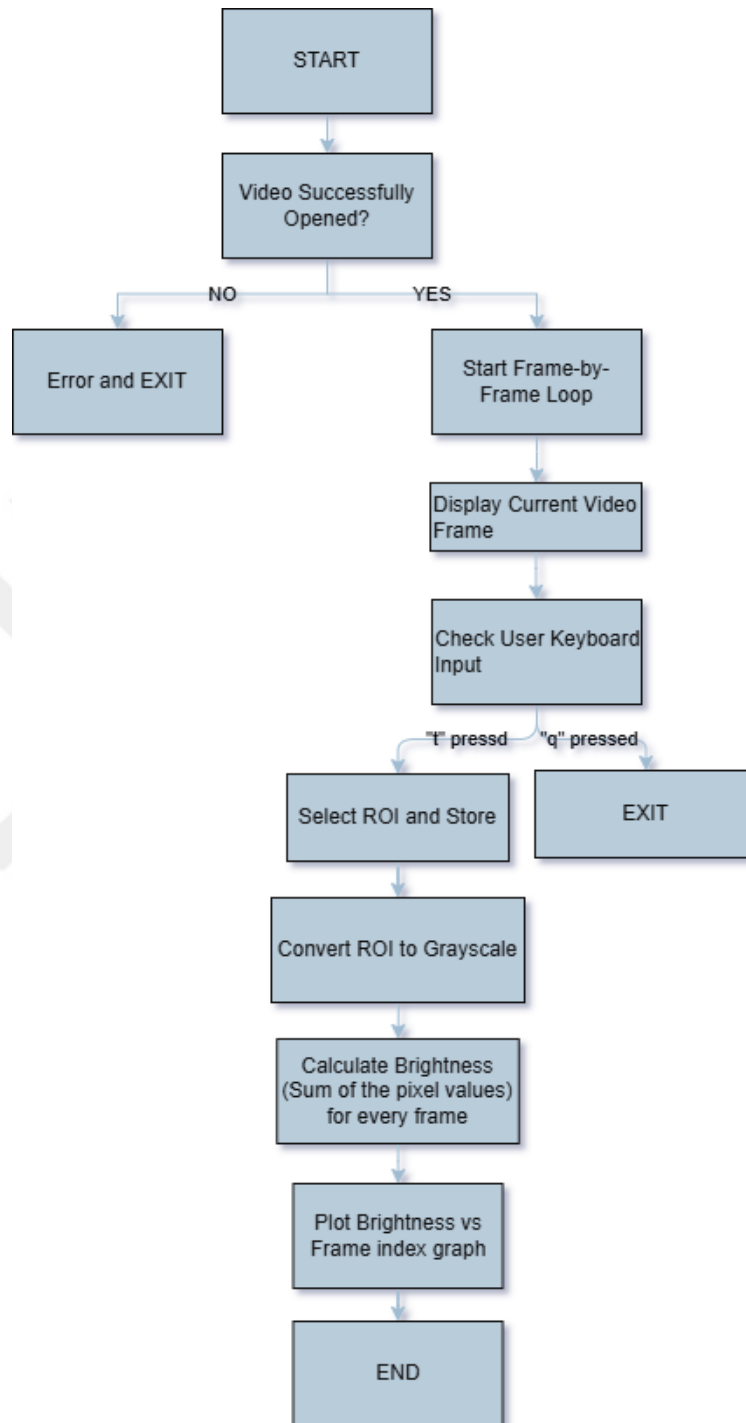 START
Video Successfully
Opened?
NO
YES
Error and EXIT
Start Frame-by-
Frame Loop
Display Current Video
Frame
Check User Keyboard
Input
"t" pressd
"q" pressed
Select ROI and Store
EXIT
Convert ROI to Grayscale
Calculate Brightness
(Sum of the pixel values)
for every frame
Plot Brightness vs
Frame index graph
END